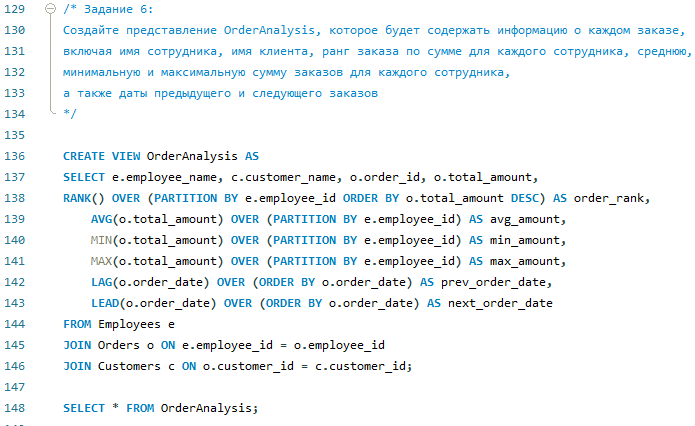 129 /* Задание 6:
130 Создайте представление OrderAnalysis, которое будет содержать информацию о каждом заказе,
131 включая имя сотрудника, имя клиента, ранг заказа по сумме для каждого сотрудника, среднюю,
132 минимальную и максимальную сумму заказов для каждого сотрудника,
133 а также даты предыдущего и следующего заказов
134 */
135
136 CREATE VIEW OrderAnalysis AS
137 SELECT e.employee_name, c.customer_name, o.order_id, o.total_amount,
138 RANK() OVER (PARTITION BY e.employee_id ORDER BY o.total_amount DESC) AS order_rank,
139 AVG(o.total_amount) OVER (PARTITION BY e.employee_id) AS avg_amount,
140 MIN(o.total_amount) OVER (PARTITION BY e.employee_id) AS min_amount,
141 MAX(o.total_amount) OVER (PARTITION BY e.employee_id) AS max_amount,
142 LAG(o.order_date) OVER (ORDER BY o.order_date) AS prev_order_date,
143 LEAD(o.order_date) OVER (ORDER BY o.order_date) AS next_order_date
144 FROM Employees e
145 JOIN Orders o ON e.employee_id = o.employee_id
146 JOIN Customers c ON o.customer_id = c.customer_id;
147
148 SELECT * FROM OrderAnalysis;